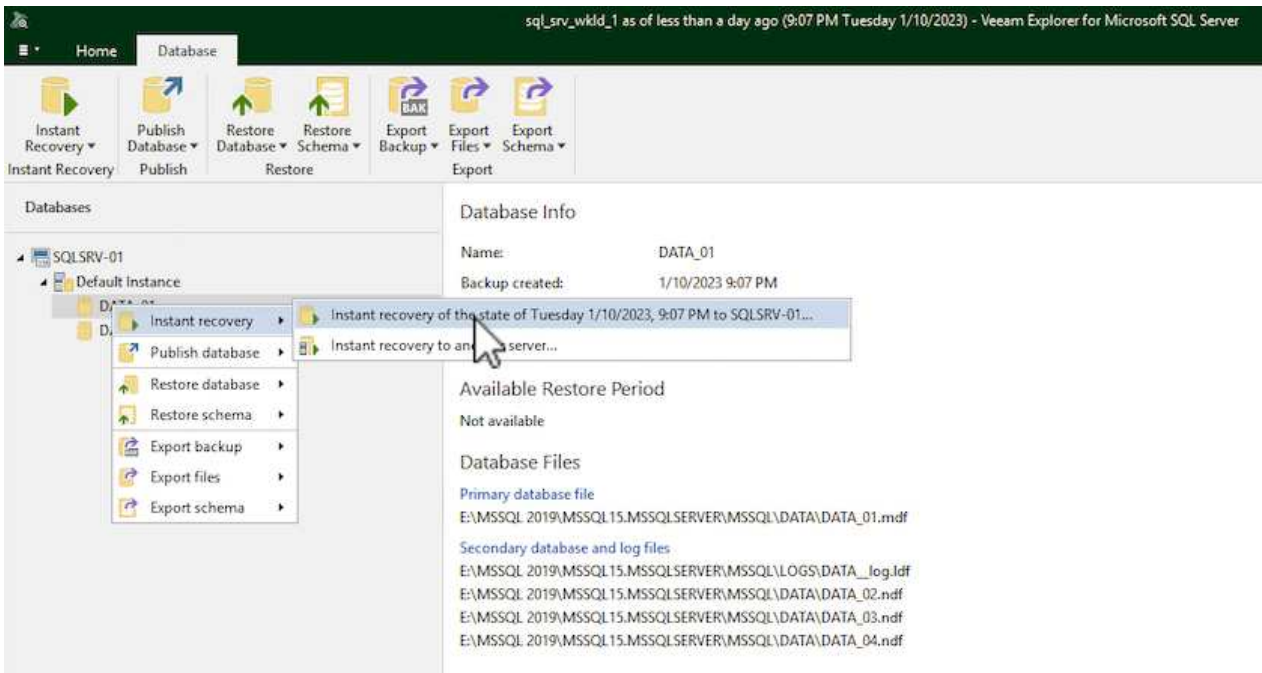 sql_srv_wkld_1 as of less than a day ago (9:07 PM Tuesday 1/10/2023) - Veeam Explorer for Microsoft SQL Server
Home Database
Instant Recovery Publish Database Restore Database Restore Schema Export Backup Export Files Export Schema
BAK
Instant Recovery Publish Restore Export
Databases
SQLSRV-01
Default Instance
Instant recovery
Publish database
Restore database
Restore schema
Export backup
Export files
Export schema
Instant recovery of the state of Tuesday 1/10/2023, 9:07 PM to SQLSRV-01...
Instant recovery to server...
Database Info
Name: DATA_01
Backup created: 1/10/2023 9:07 PM
Available Restore Period
Not available
Database Files
Primary database file
E:\MSSQL 2019\MSSQL15.MSSQLSERVER\MSSQL\DATA\DATA_01.mdf
Secondary database and log files
E:\MSSQL 2019\MSSQL15.MSSQLSERVER\MSSQL\LOGS\DATA__log.ldf
E:\MSSQL 2019\MSSQL15.MSSQLSERVER\MSSQL\DATA\DATA_02.ndf
E:\MSSQL 2019\MSSQL15.MSSQLSERVER\MSSQL\DATA\DATA_03.ndf
E:\MSSQL 2019\MSSQL15.MSSQLSERVER\MSSQL\DATA\DATA_04.ndf